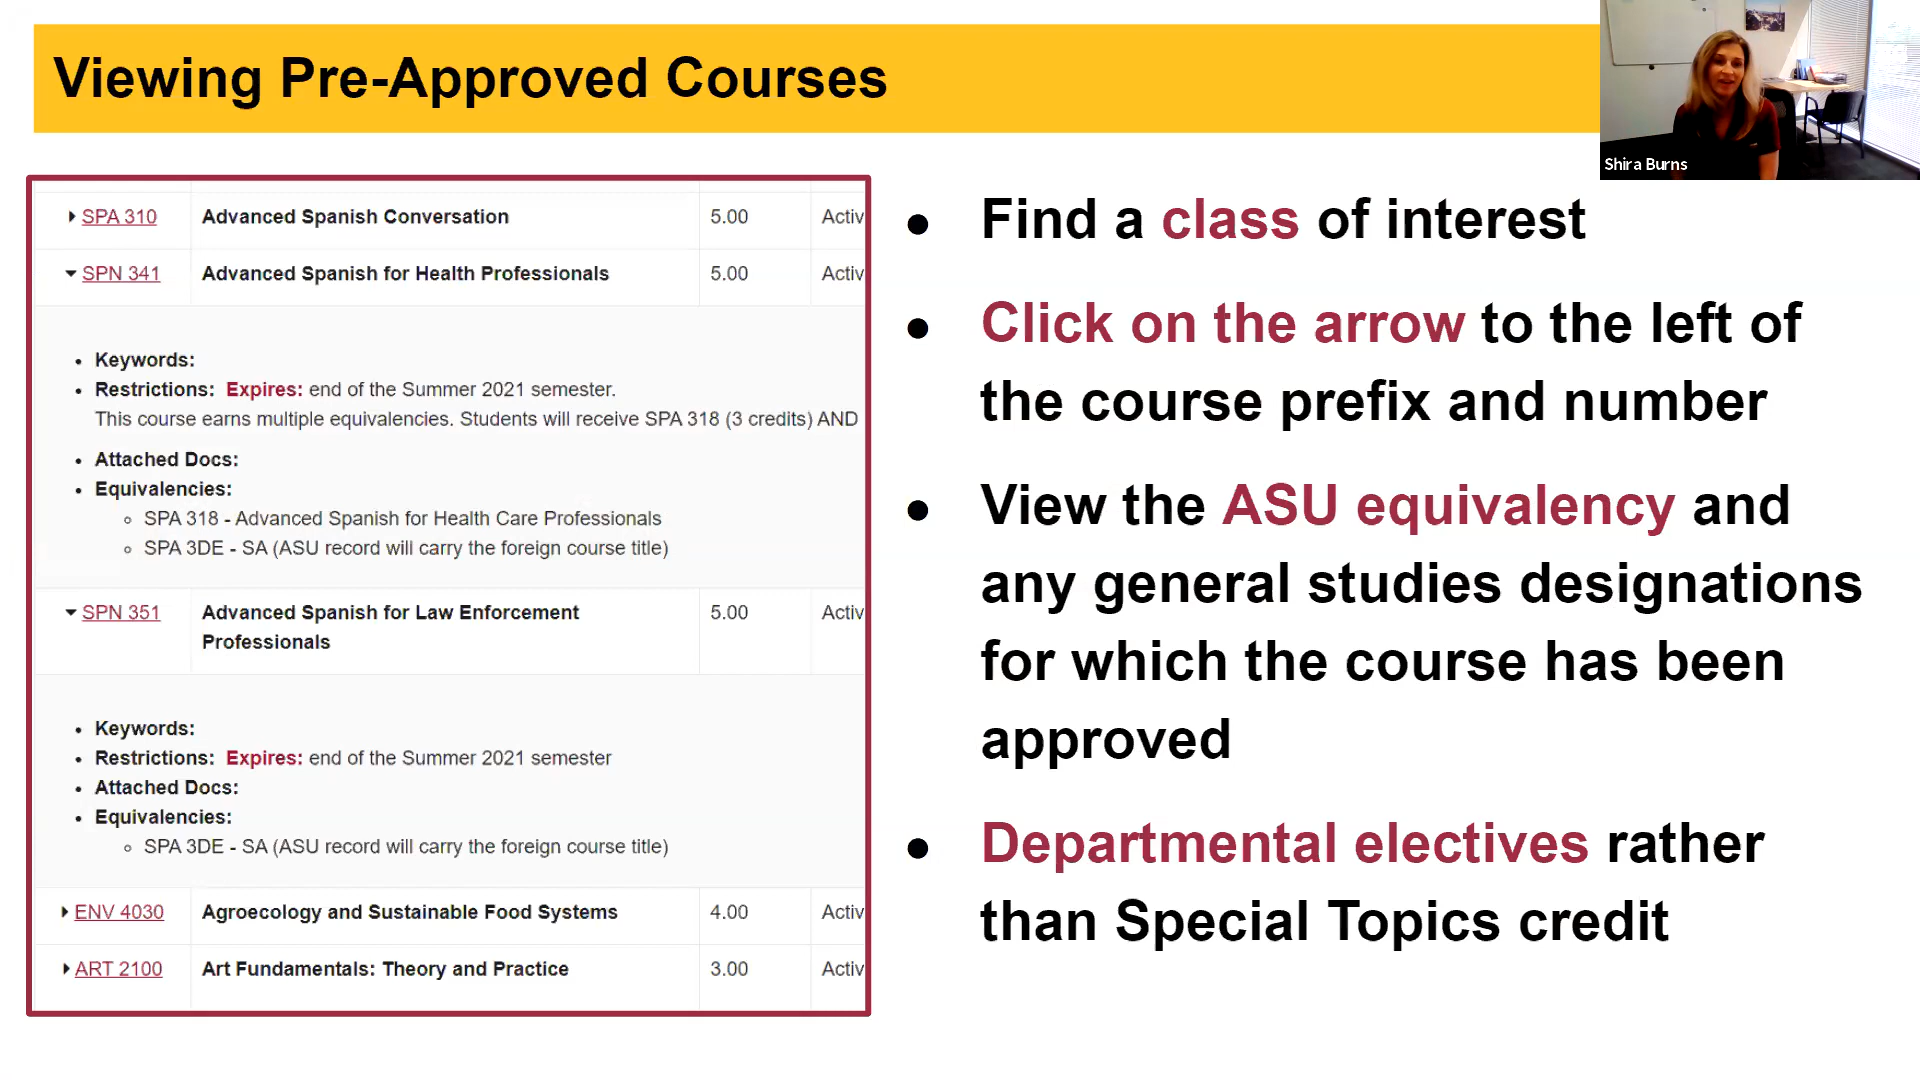 Viewing Pre-Approved Courses
Shira Burns
SPA 310 Advanced Spanish Conversation 5.00 Activ
SPN 341 Advanced Spanish for Health Professionals 5.00 Activ
• Keywords:
• Restrictions: Expires: end of the Summer 2021 semester.
This course earns multiple equivalencies. Students will receive SPA 318 (3 credits) AND
• Attached Docs:
• Equivalencies:
◦ SPA 318 - Advanced Spanish for Health Care Professionals
◦ SPA 3DE - SA (ASU record will carry the foreign course title)
SPN 351 Advanced Spanish for Law Enforcement 5.00 Activ
Professionals
• Keywords:
• Restrictions: Expires: end of the Summer 2021 semester
• Attached Docs:
• Equivalencies:
◦ SPA 3DE - SA (ASU record will carry the foreign course title)
ENV 4030 Agroecology and Sustainable Food Systems 4.00 Activ
ART 2100 Art Fundamentals: Theory and Practice 3.00 Activ
● Find a class of interest
● Click on the arrow to the left of
the course prefix and number
● View the ASU equivalency and
any general studies designations
for which the course has been
approved
● Departmental electives rather
than Special Topics credit